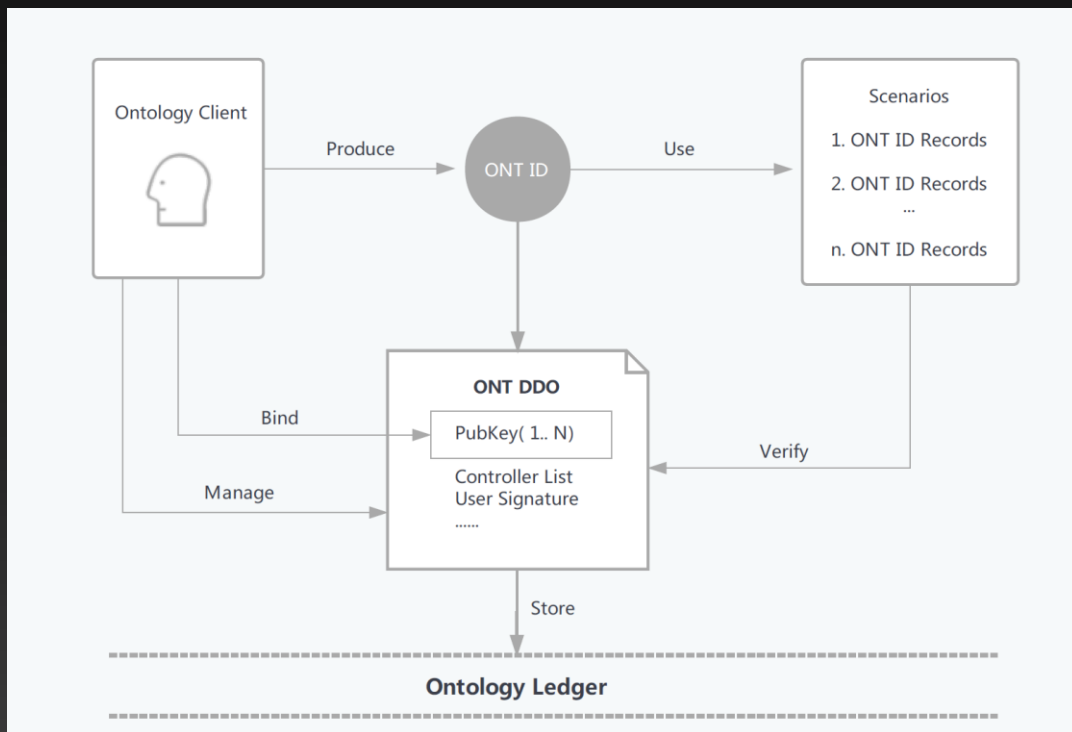 Ontology Client
Produce
ONT ID
Use
Scenarios
1. ONT ID Records
2. ONT ID Records
...
n. ONT ID Records
ONT DDO
PubKey( 1.. N)
Controller List
User Signature
......
Bind
Manage
Verify
Store
Ontology Ledger